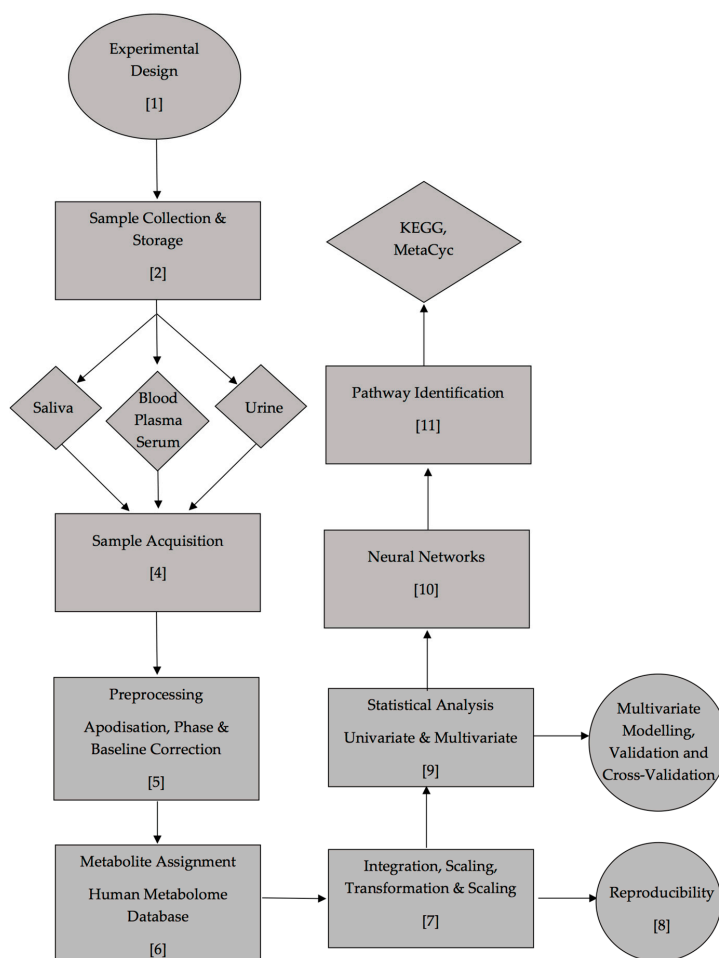 Experimental
Design
[1]
Sample Collection &
Storage
[2]
Saliva
Blood
Plasma
Serum
Urine
Sample Acquisition
[4]
Preprocessing
Apodisation, Phase &
Baseline Correction
[5]
Metabolite Assignment
Human Metabolome
Database
[6]
Integration, Scaling,
Transformation & Scaling
[7]
Reproducibility
[8]
Statistical Analysis
Univariate & Multivariate
[9]
Multivariate
Modelling,
Validation and
Cross-Validation
Neural Networks
[10]
Pathway Identification
[11]
KEGG,
MetaCyc